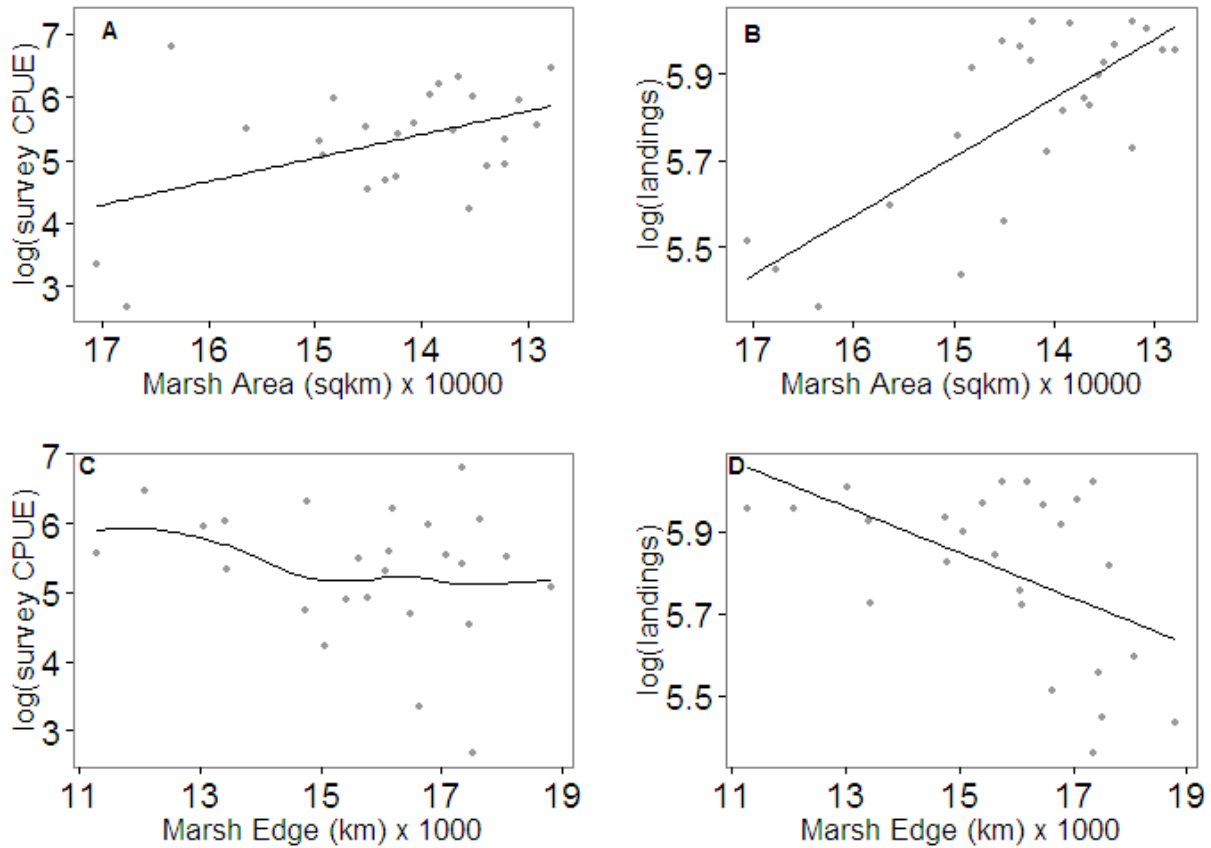 A
log(survey CPUE)
7
6
5
4
3
17 16 15 14 13
Marsh Area (sqkm) x 10000
B
log(landings)
5.9
5.7
5.5
17 16 15 14 13
Marsh Area (sqkm) x 10000
C
log(survey CPUE)
7
6
5
4
3
11 13 15 17 19
Marsh Edge (km) x 1000
D
log(landings)
5.9
5.7
5.5
11 13 15 17 19
Marsh Edge (km) x 1000